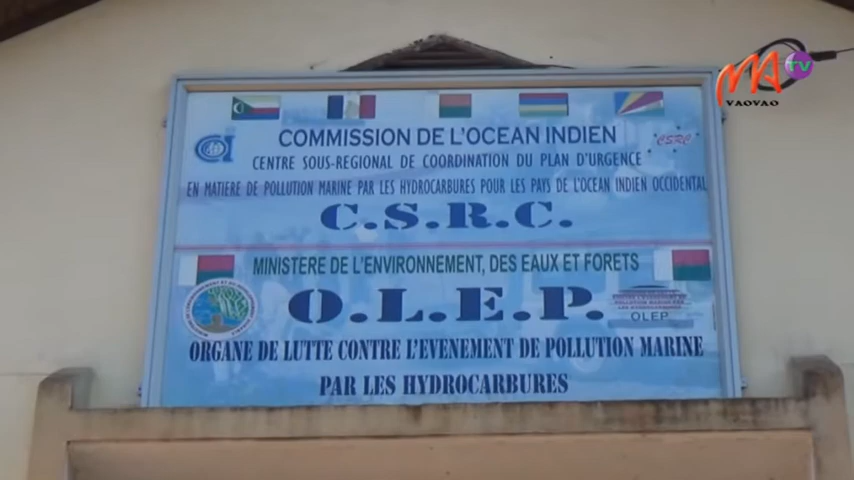 MA TV
VAOVAO
COMMISSION DE L'OCEAN INDIEN
CSRC
CENTRE SOUS-REGIONAL DE COORDINATION DU PLAN D'URGENCE
EN MATIÈRE DE POLLUTION MARINE PAR LES HYDROCARBURES POUR LES PAYS DE L'OCEAN INDIEN OCCIDENTAL
C.S.R.C.
MINISTERE DE L'ENVIRONNEMENT, DES EAUX ET FORETS
O.L.E.P.
OLEP
ORGANE DE LUTTE CONTRE L'EVENEMENT DE POLLUTION MARINE
PAR LES HYDROCARBURES